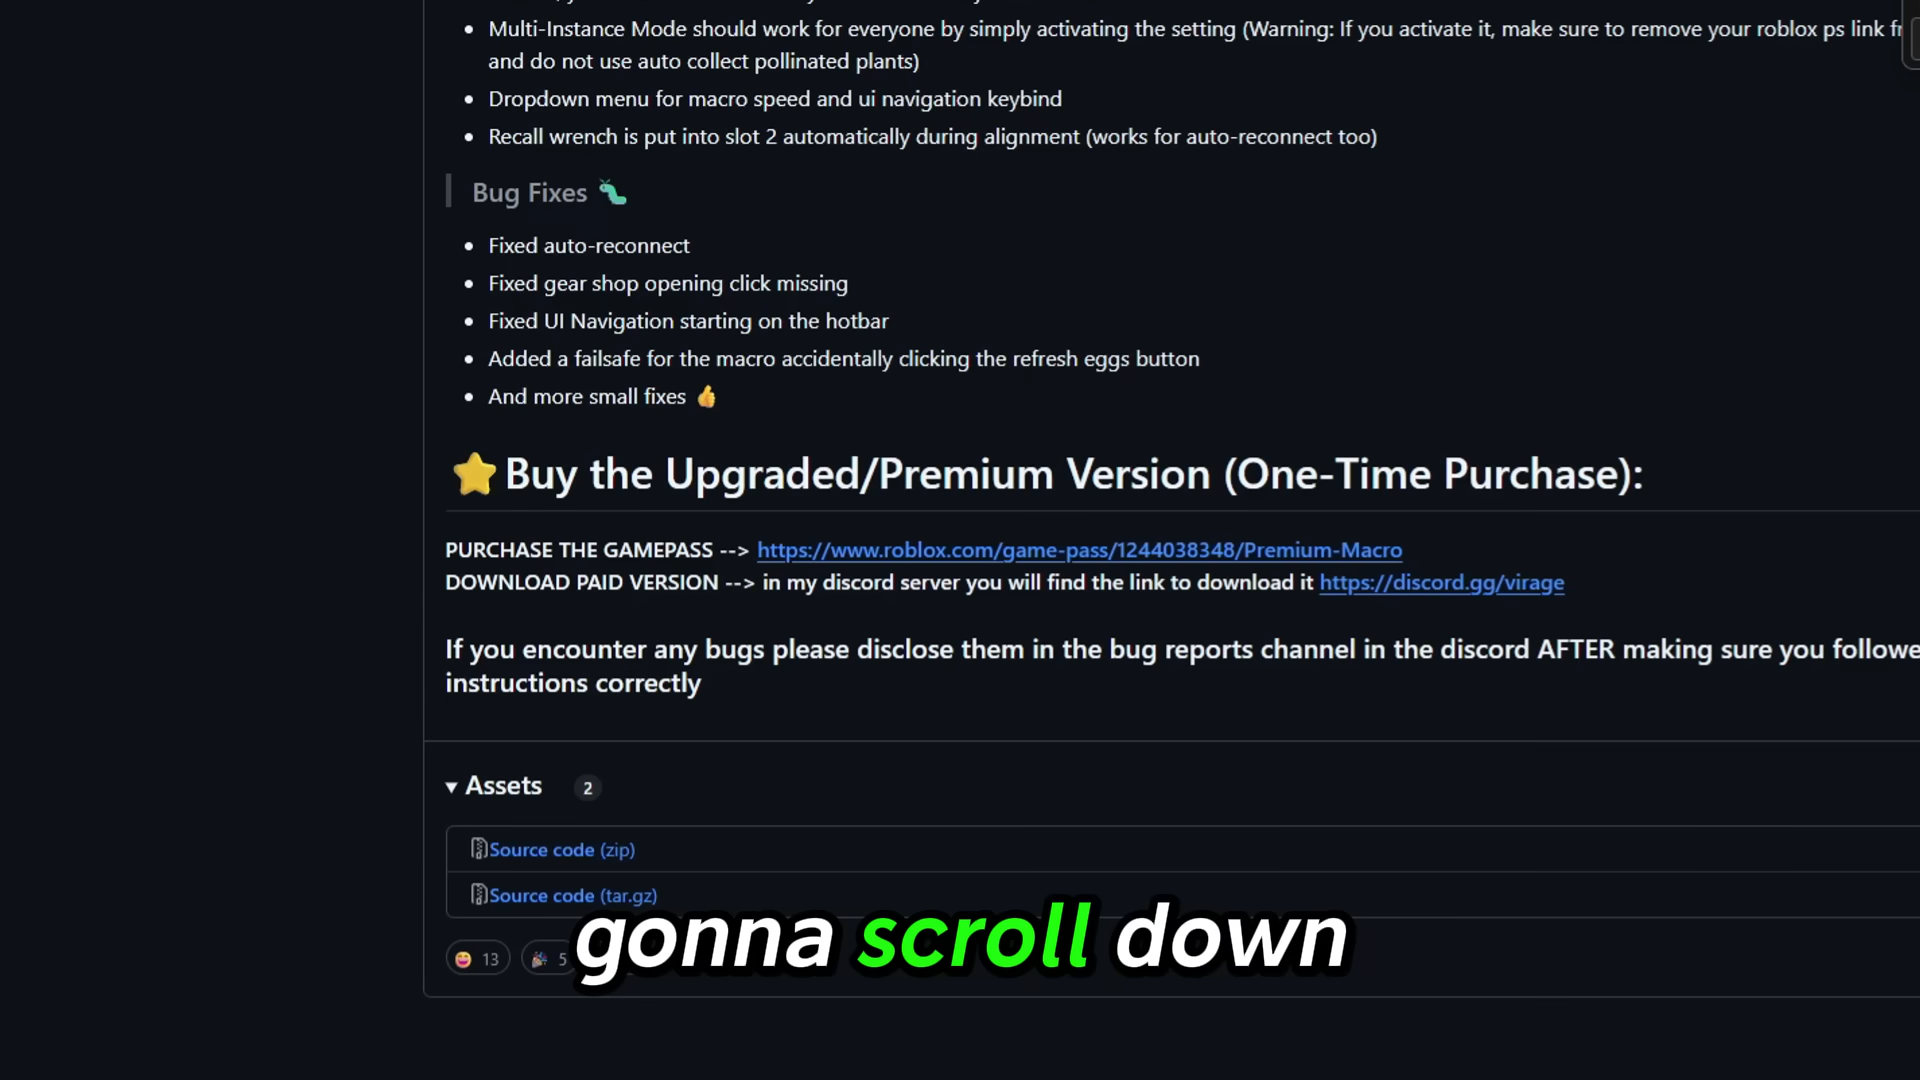 Multi-Instance Mode should work for everyone by simply activating the setting (Warning: If you activate it, make sure to remove your roblox ps link
and do not use auto collect pollinated plants)
Dropdown menu for macro speed and ui navigation keybind
Recall wrench is put into slot 2 automatically during alignment (works for auto-reconnect too)
Bug Fixes 🐛
Fixed auto-reconnect
Fixed gear shop opening click missing
Fixed UI Navigation starting on the hotbar
Added a failsafe for the macro accidentally clicking the refresh eggs button
And more small fixes 👍
⭐Buy the Upgraded/Premium Version (One-Time Purchase):
PURCHASE THE GAMEPASS --> https://www.roblox.com/game-pass/1244038348/Premium-Macro
DOWNLOAD PAID VERSION --> in my discord server you will find the link to download it https://discord.gg/virage
If you encounter any bugs please disclose them in the bug reports channel in the discord AFTER making sure you followe
instructions correctly
Assets 2
Source code (zip)
Source code (tar.gz)
gonna scroll down
😄 13 🎉 5